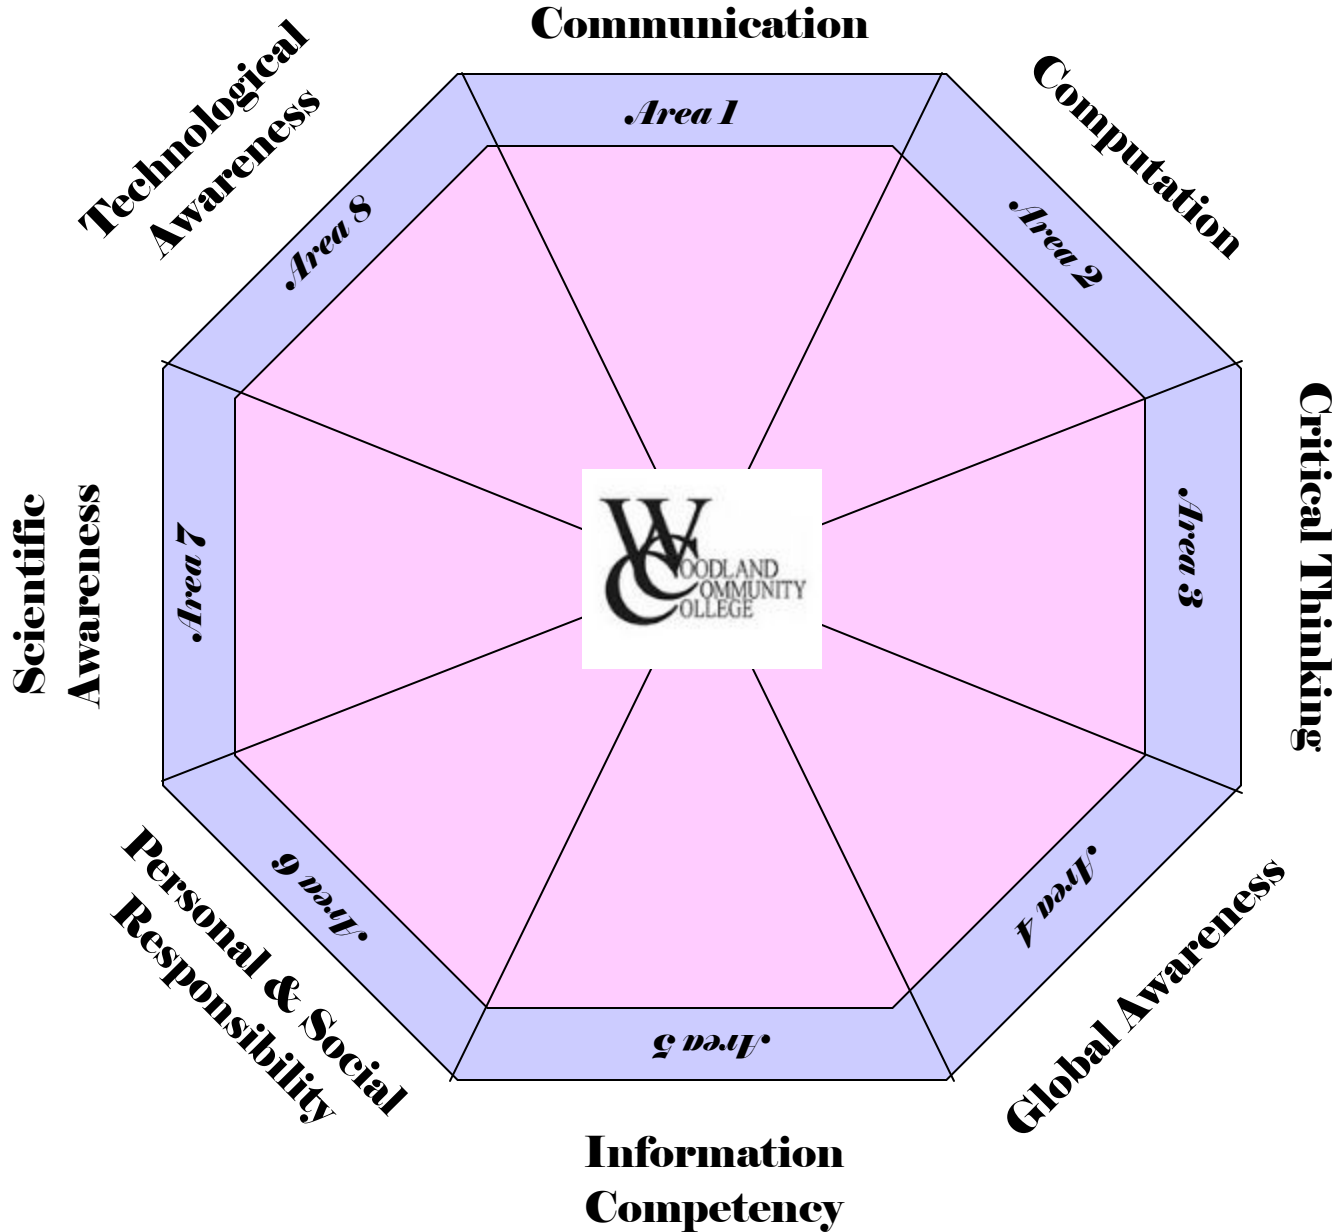 Communication
Area 1
Computation
Area 2
Critical Thinking
Area 3
Global Awareness
Area 4
Information
Competency
Area 5
Personal & Social
Responsibility
Area 6
Scientific
Awareness
Area 7
Technological
Awareness
Area 8
WOODLAND
COMMUNITY
COLLEGE